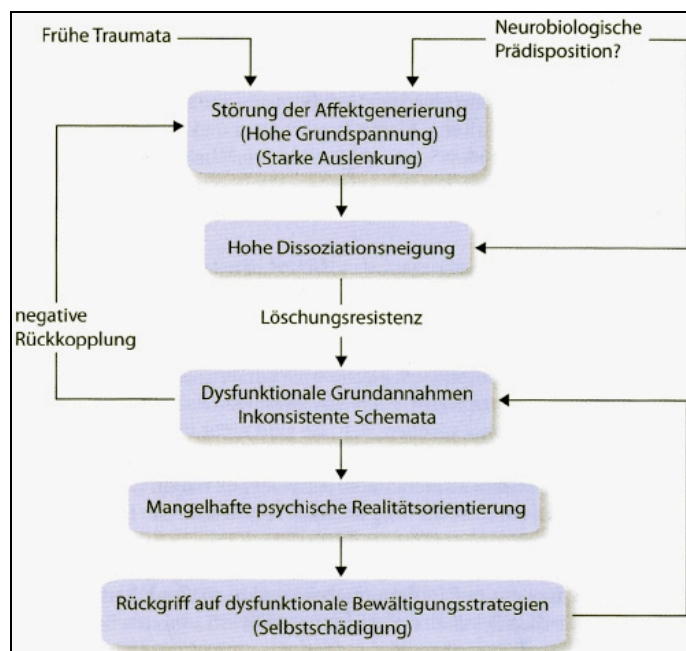 Frühe Traumata
Neurobiologische
Prädisposition?
Störung der Affektgenerierung
(Hohe Grundspannung)
(Starke Auslenkung)
Hohe Dissoziationsneigung
negative
Rückkopplung
Löschungsresistenz
Dysfunktionale Grundannahmen
Inkonsistente Schemata
Mangelhafte psychische Realitätsorientierung
Rückgriff auf dysfunktionale Bewältigungsstrategien
(Selbstschädigung)